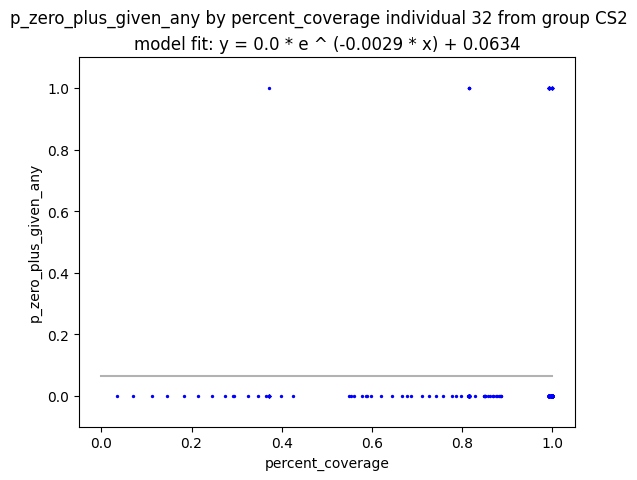 p_zero_plus_given_any by percent_coverage individual 32 from group CS2
model fit: y = 0.0 * e ^ (-0.0029 * x) + 0.0634
1.0
0.8
0.6
0.4
0.2
0.0
p_zero_plus_given_any
0.0 0.2 0.4 0.6 0.8 1.0
percent_coverage